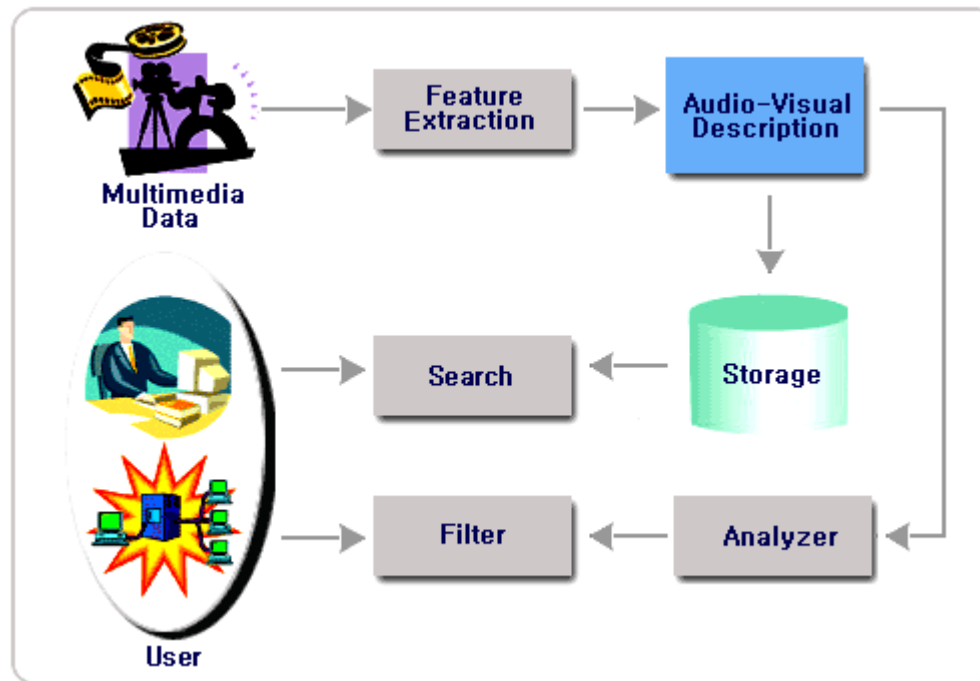 Feature
Extraction
Audio-Visual
Description
Multimedia
Data
Search
Storage
Filter
Analyzer
User